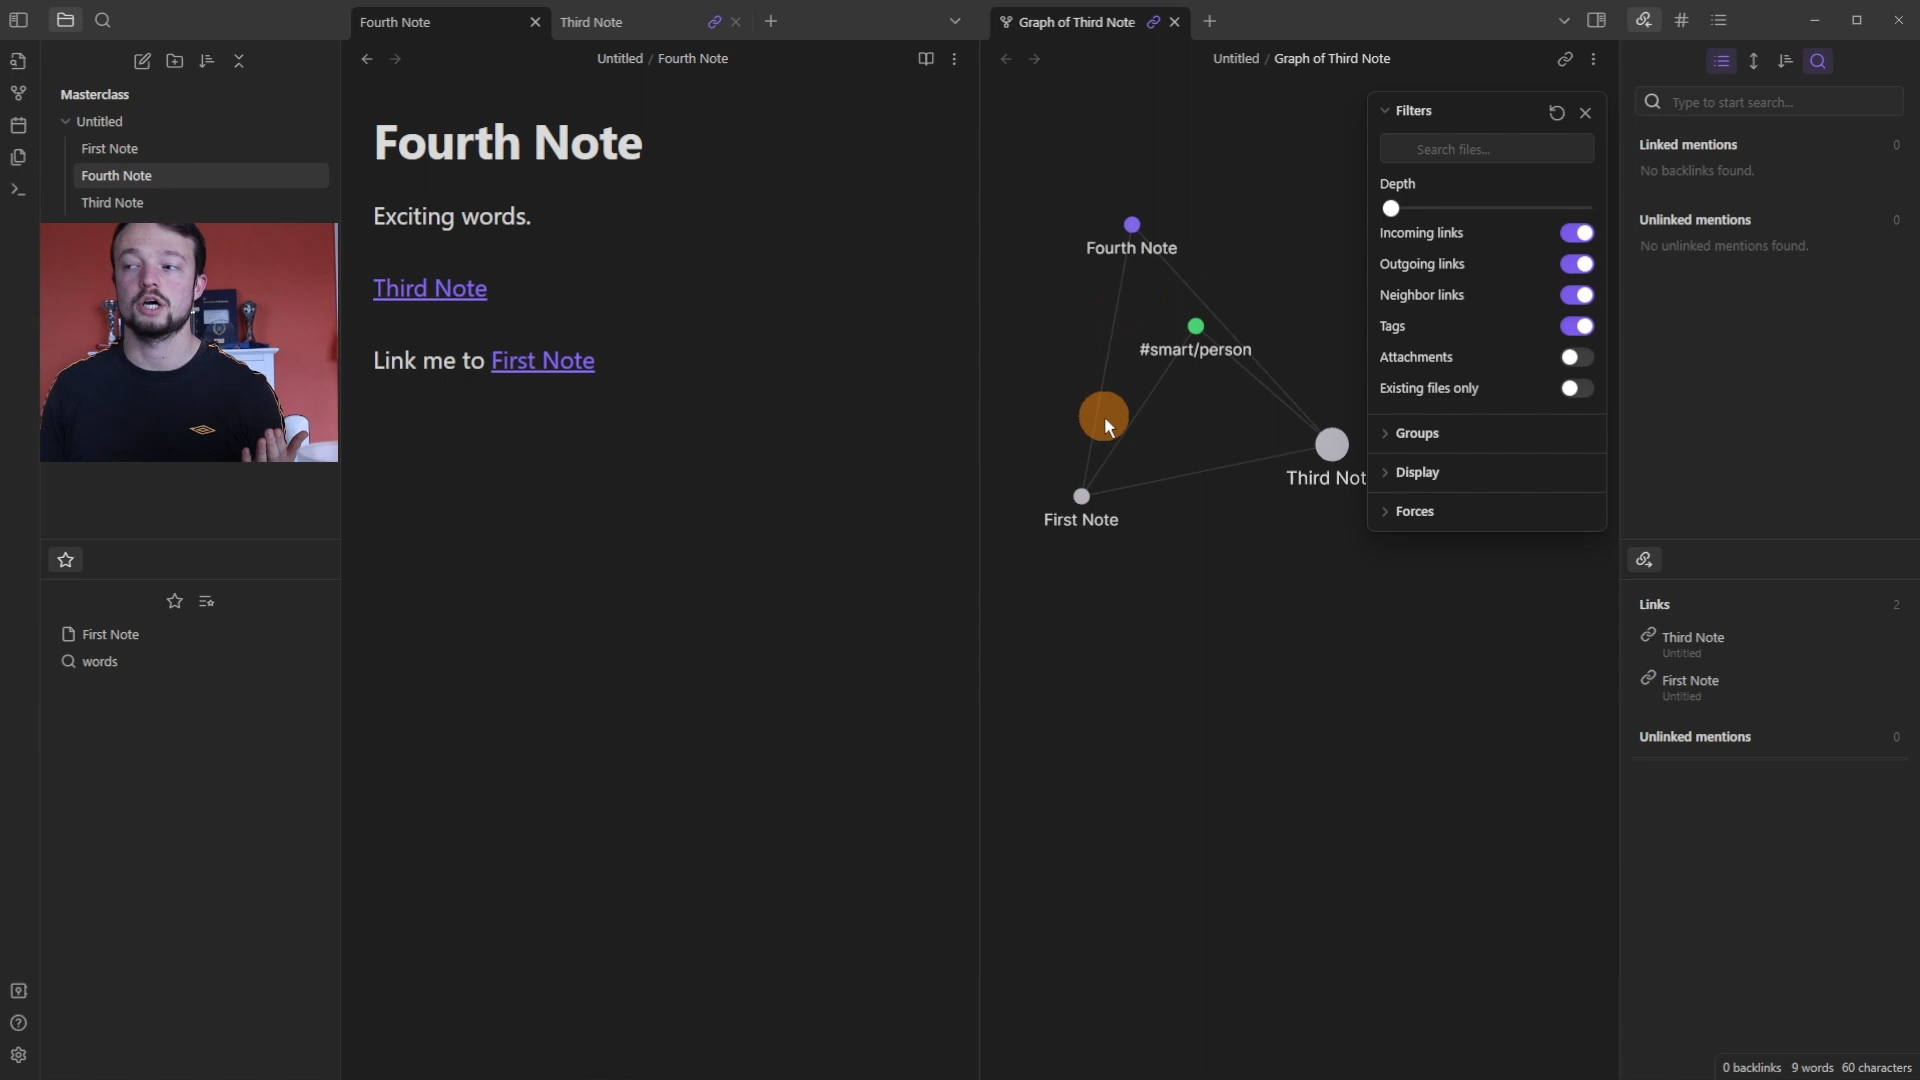 Fourth Note
Third Note
Graph of Third Note
Untitled / Fourth Note
Untitled / Graph of Third Note
Masterclass
Untitled
First Note
Fourth Note
Third Note
First Note
words
Fourth Note
Exciting words.
Third Note
Link me to First Note
Fourth Note
#smart/person
Third Not
First Note
Filters
Search files...
Depth
Incoming links
Outgoing links
Neighbor links
Tags
Attachments
Existing files only
Groups
Display
Forces
Type to start search...
Linked mentions 0
No backlinks found.
Unlinked mentions 0
No unlinked mentions found.
Links 2
Third Note
Untitled
First Note
Untitled
Unlinked mentions 0
0 backlinks 9 words 60 characters